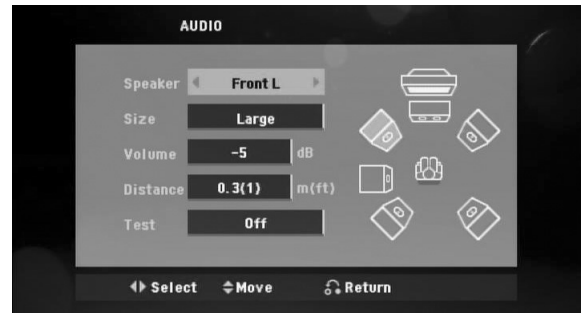 AUDIO
Speaker Front L
Size Large
Volume -5 dB
Distance 0.3(1) m(ft)
Test Off
Select Move Return